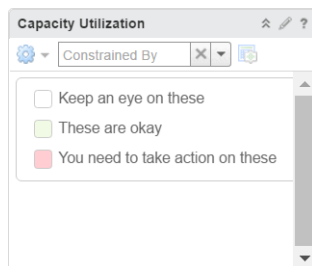 Capacity Utilization
?
Constrained By
Keep an eye on these
These are okay
You need to take action on these